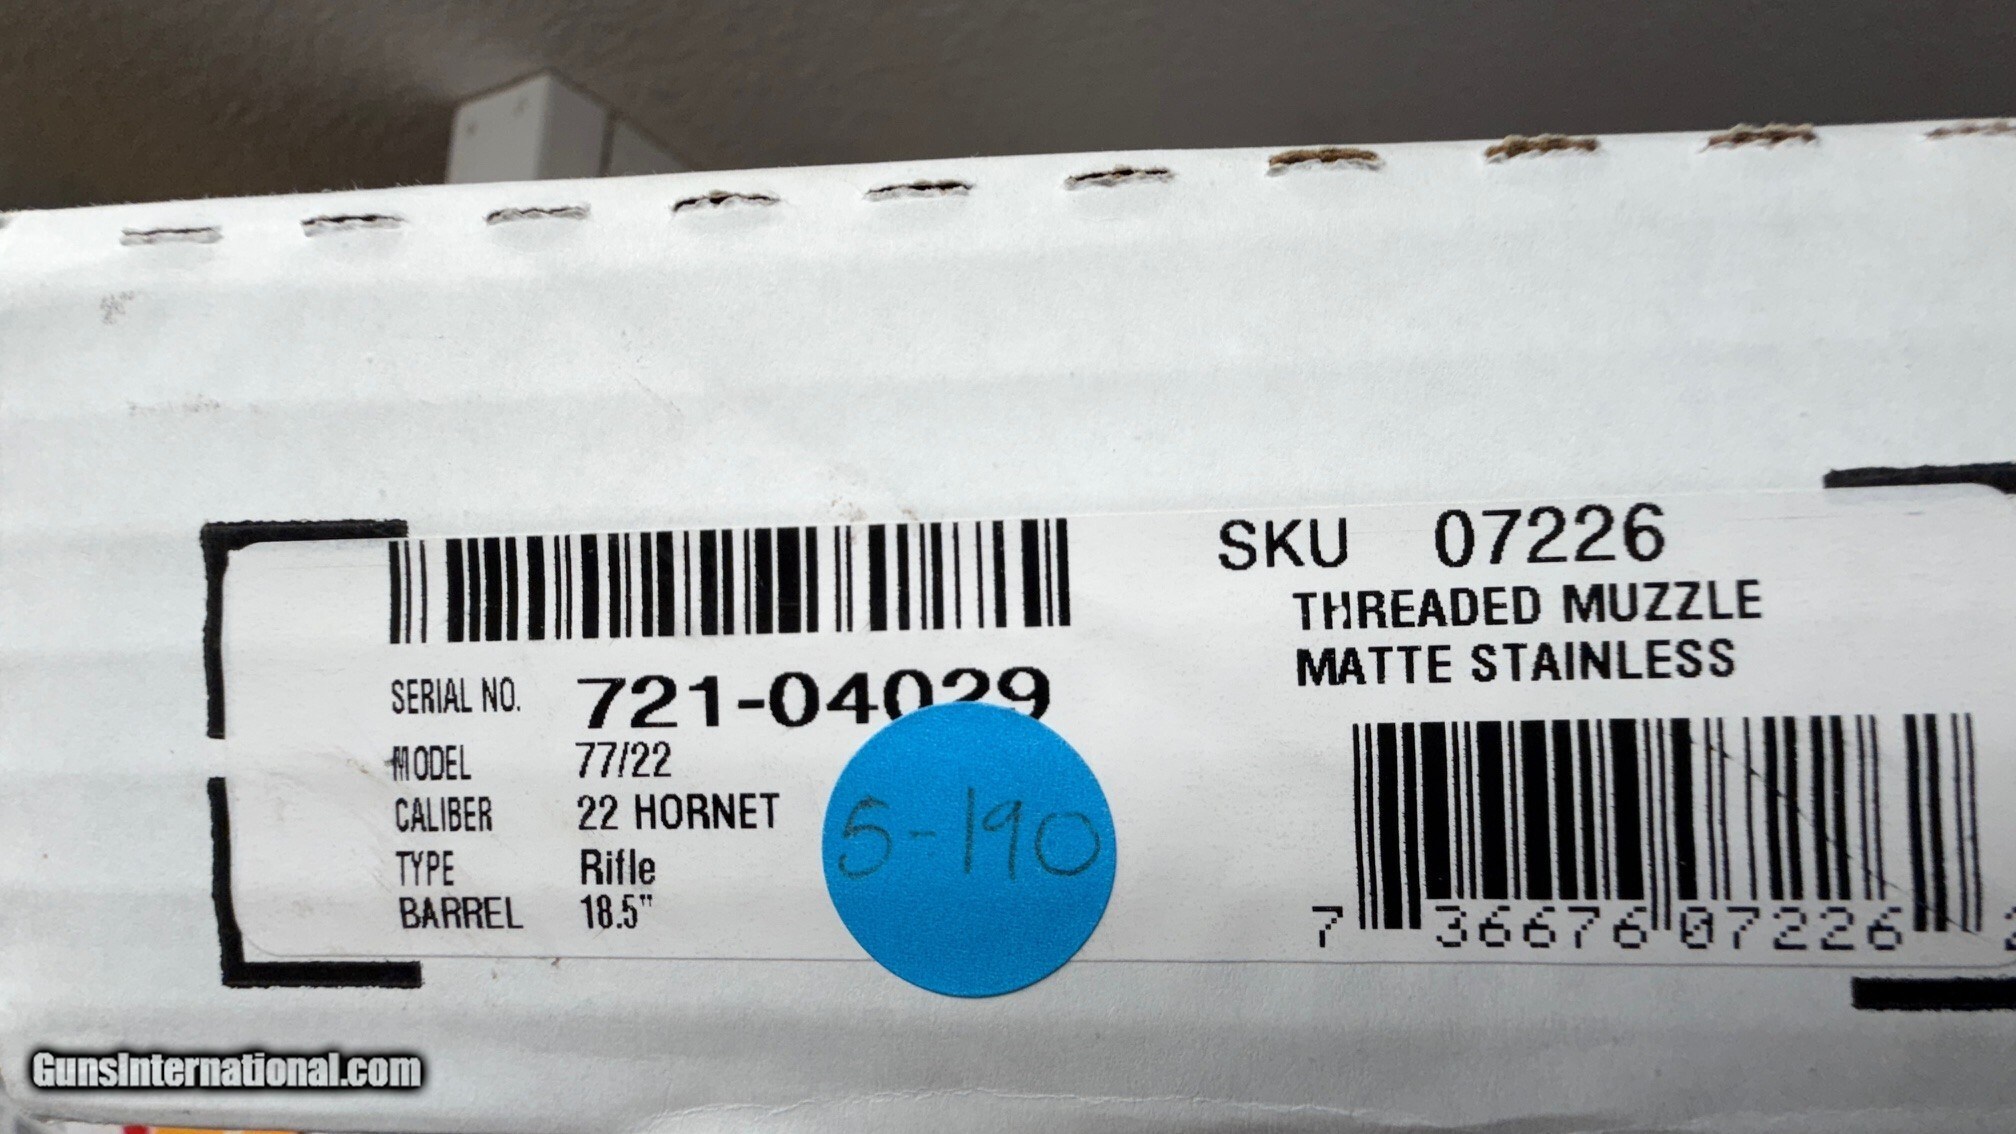 SKU 07226
THREADED MUZZLE
MATTE STAINLESS
SERIAL NO. 721-04029
MODEL 77/22
CALIBER 22 HORNET
TYPE Rifle
BARREL 18.5"
5-190
7 36676 07226
GunsInternational.com